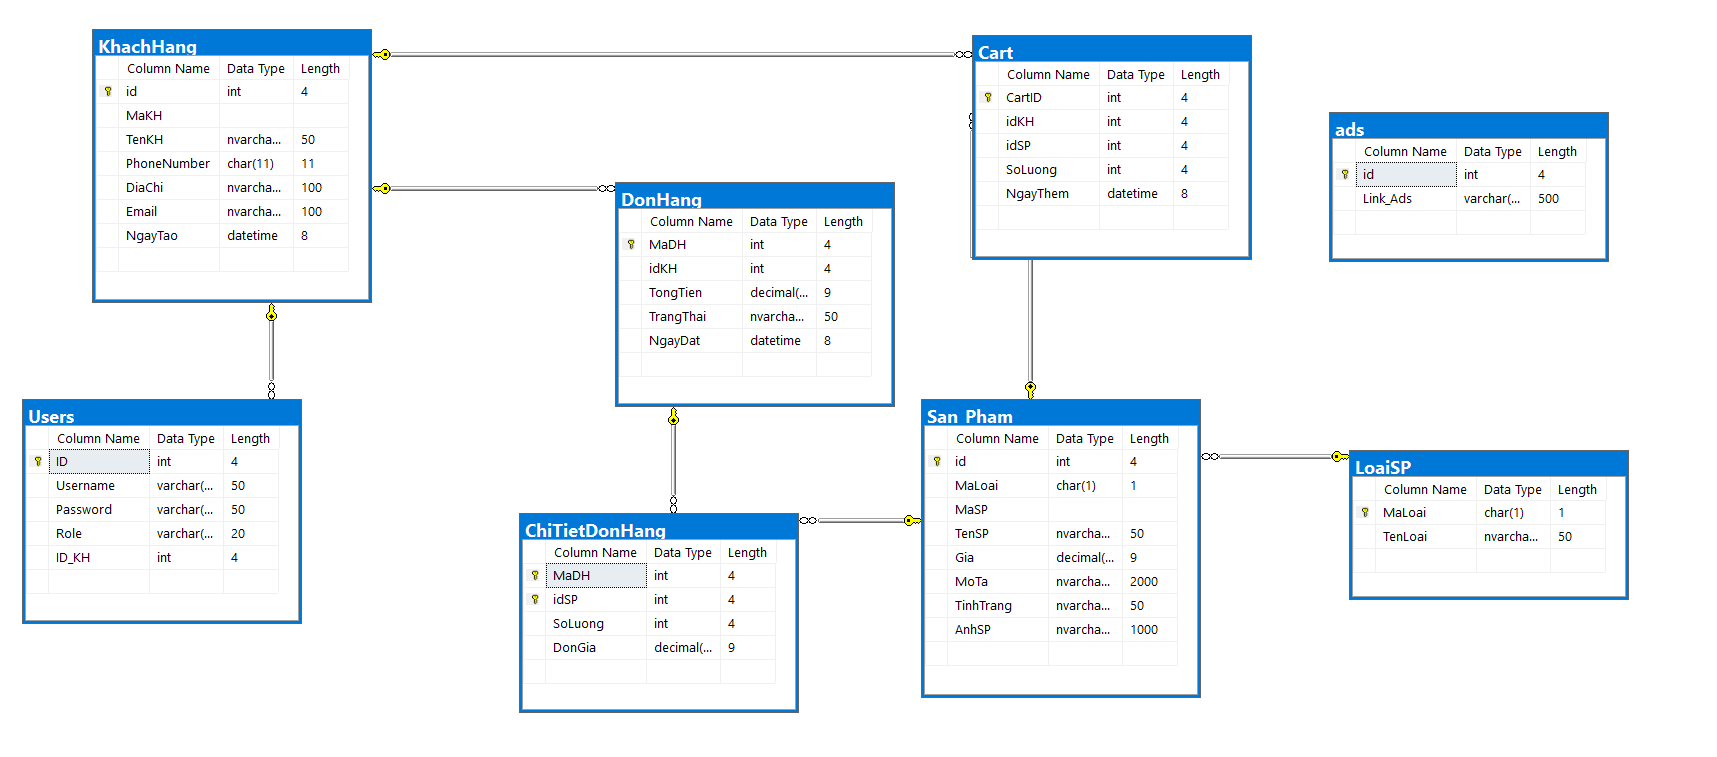 KhachHang
Column Name Data Type Length
id int 4
MaKH
TenKH nvarcha... 50
PhoneNumber char(11) 11
DiaChi nvarcha... 100
Email nvarcha... 100
NgayTao datetime 8
Cart
Column Name Data Type Length
CartID int 4
idKH int 4
idSP int 4
SoLuong int 4
NgayThem datetime 8
ads
Column Name Data Type Length
id int 4
Link_Ads varchar(... 500
DonHang
Column Name Data Type Length
MaDH int 4
idKH int 4
TongTien decimal(... 9
TrangThai nvarcha... 50
NgayDat datetime 8
Users
Column Name Data Type Length
ID int 4
Username varchar(... 50
Password varchar(... 50
Role varchar(... 20
ID_KH int 4
ChiTietDonHang
Column Name Data Type Length
MaDH int 4
idSP int 4
SoLuong int 4
DonGia decimal(... 9
San_Pham
Column Name Data Type Length
id int 4
MaLoai char(1) 1
MaSP
TenSP nvarcha... 50
Gia decimal(... 9
MoTa nvarcha... 2000
TinhTrang nvarcha... 50
AnhSP nvarcha... 1000
LoaiSP
Column Name Data Type Length
MaLoai char(1) 1
TenLoai nvarcha... 50